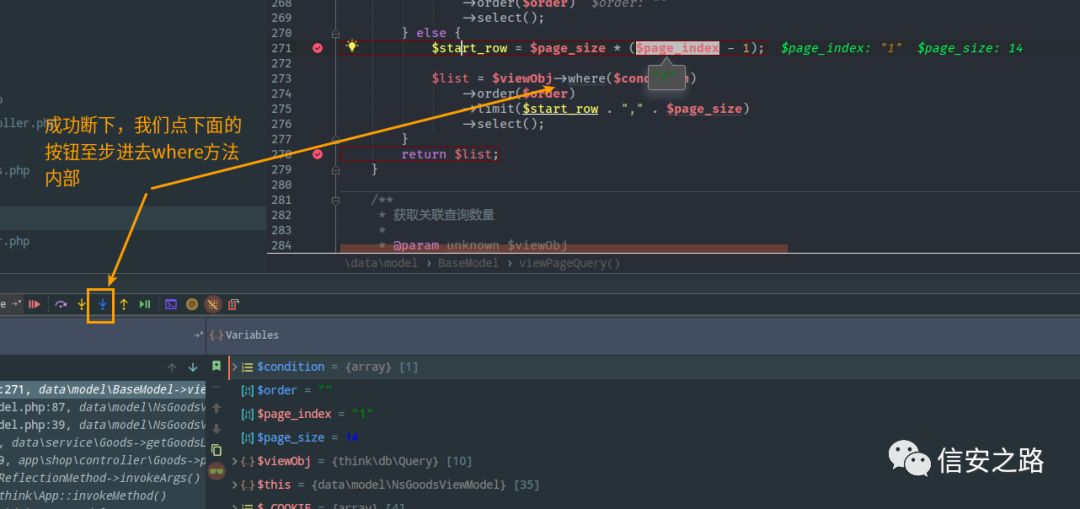 268 ->order($order) $order: ""
269 ->select();
270 } else {
271 $start_row = $page_size * ($page_index - 1); $page_index: "1" $page_size: 14
272
273 $list = $viewObj->where($con n)
274 ->order($order)
275 ->limit($start_row . "," . $page_size)
276 ->select();
277 }
278 return $list;
279 }
280
281 /**
282 * 获取关联查询数量
283 *
284 * @param unknown $viewObj
\data\model › BaseModel › viewPageQuery()
oller.php
s.php
r.php
成功断下，我们点下面的
按钮至步进去where方法
内部
Variables
$condition = {array} [1]
$order = ""
$page_index = "1"
$page_size = 14
$viewObj = {think\db\Query} [10]
$this = {data\model\NsGoodsViewModel} [35]
$_COOKIE = {array} [4]
:271, data\model\BaseModel->vie
del.php:87, data\model\NsGoodsV
del.php:39, data\model\NsGoodsV
, data\service\Goods->getGoodsL
9, app\shop\controller\Goods->p
ReflectionMethod->invokeArgs()
think\App::invokeMethod()
信安之路